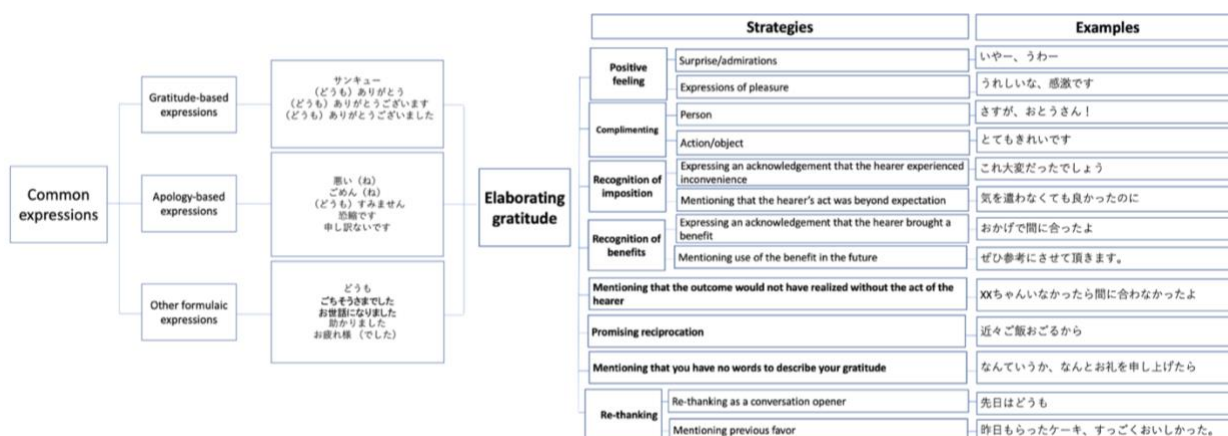 Common
expressions
Gratitude-based
expressions
サンキュー
(どうも)ありがとう
(どうも)ありがとうございます
(どうも)ありがとうございました
Apology-based
expressions
悪い(ね)
ごめん(ね)
(どうも)すみません
恐縮です
申し訳ないです
Other formulaic
expressions
どうも
ごちそうさまでした
お世話になりました
助かりました
お疲れ様 (でした)
Elaborating
gratitude
Strategies
Examples
Positive
feeling
Surprise/admirations
いやー、うわー
Expressions of pleasure
うれしいな、感激です
Complimenting
Person
さすが、おとうさん!
Action/object
とてもきれいです
Recognition of
imposition
Expressing an acknowledgement that the hearer experienced
inconvenience
これ大変だったでしょう
Mentioning that the hearer's act was beyond expectation
気を遣わなくても良かったのに
Recognition of
benefits
Expressing an acknowledgement that the hearer brought a
benefit
おかげで間に合ったよ
Mentioning use of the benefit in the future
ぜひ参考にさせて頂きます。
Mentioning that the outcome would not have realized without the act of the
hearer
XXちゃんいなかったら間に合わなかったよ
Promising reciprocation
近々ご飯おごるから
Mentioning that you have no words to describe your gratitude
なんていうか、なんとお礼を申し上げたら
Re-thanking
Re-thanking as a conversation opener
先日はどうも
Mentioning previous favor
昨日もらったケーキ、すっごくおいしかった。